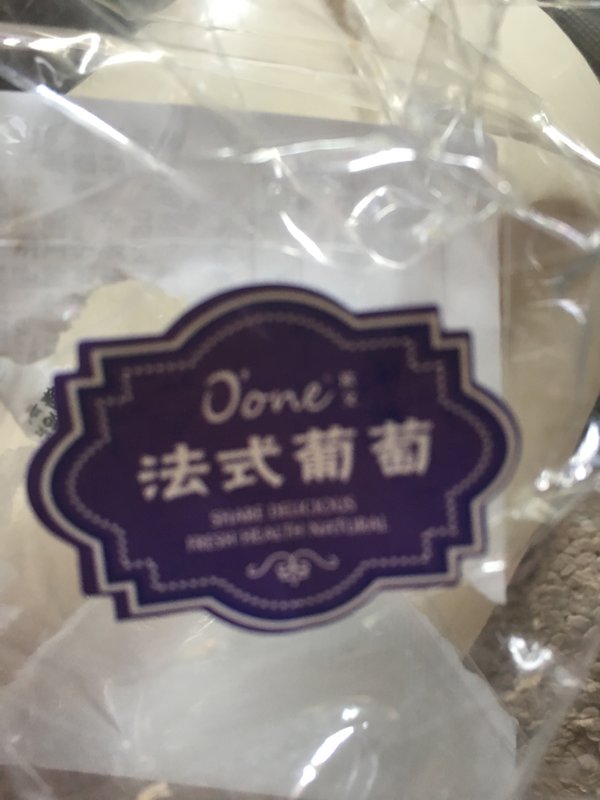 O'one
法式葡萄
SHARE DELICIOUS
FRESH HEALTH NATURAL